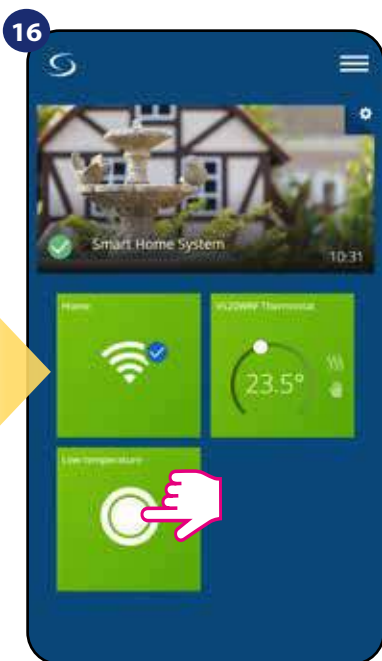 16
Smart Home System
10:31
Home
VS20WRF Thermostat
23.5°
Low temperature